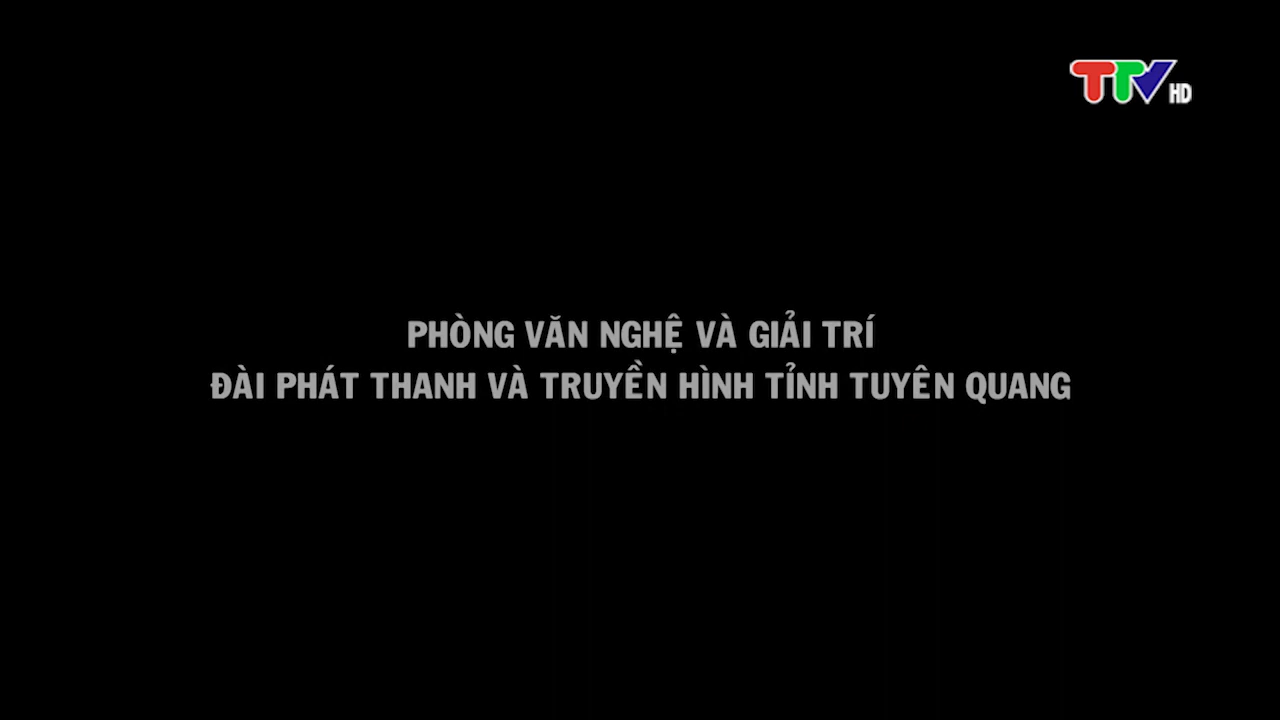 TTV HD
PHÒNG VĂN NGHỆ VÀ GIẢI TRÍ
ĐÀI PHÁT THANH VÀ TRUYỀN HÌNH TỈNH TUYÊN QUANG